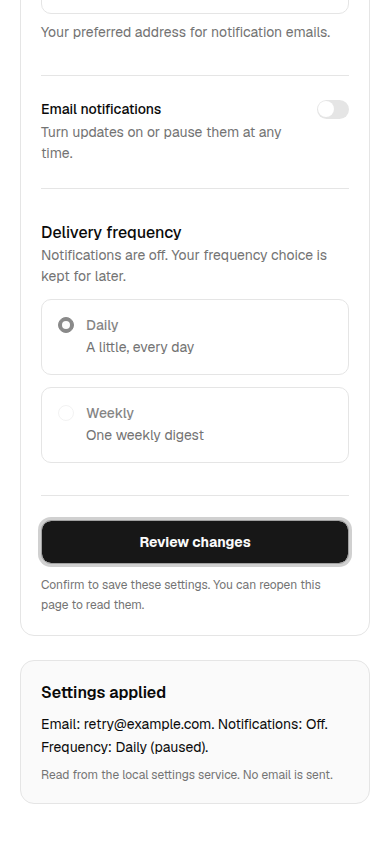 Your preferred address for notification emails.
Email notifications
Turn updates on or pause them at any
time.
Delivery frequency
Notifications are off. Your frequency choice is
kept for later.
Daily
A little, every day
Weekly
One weekly digest
Review changes
Confirm to save these settings. You can reopen this
page to read them.
Settings applied
Email: retry@example.com. Notifications: Off.
Frequency: Daily (paused).
Read from the local settings service. No email is sent.